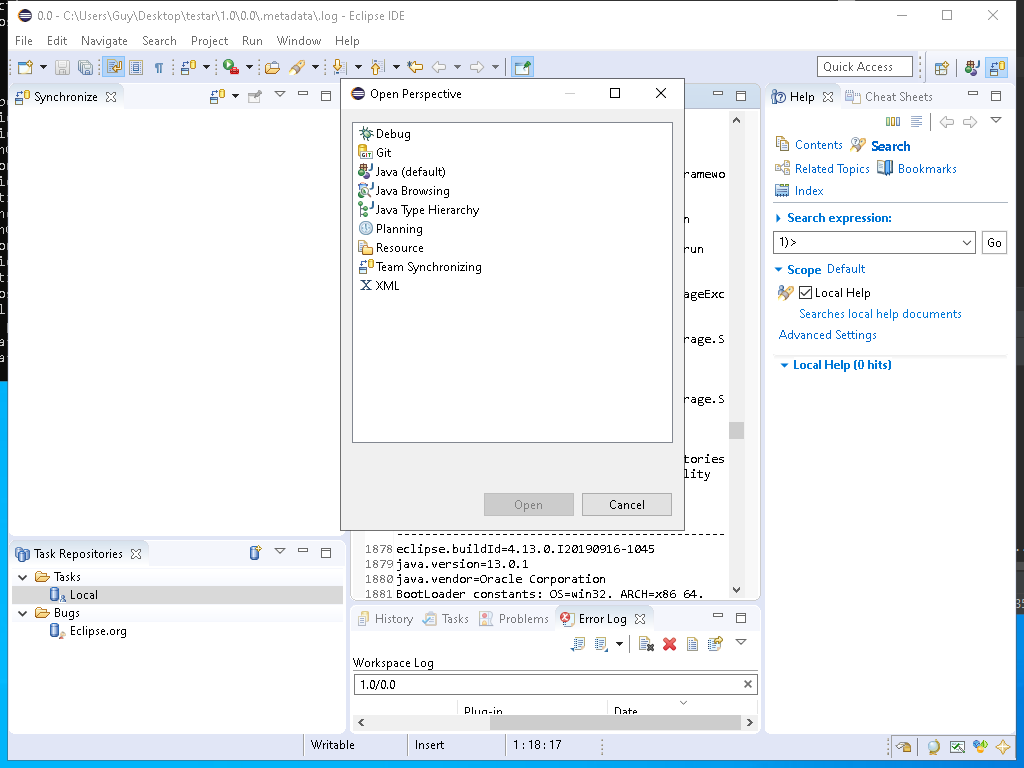 0.0 - C:\Users\Guy\Desktop\testar\1.0\0.0\.metadata\.log - Eclipse IDE
File Edit Navigate Search Project Run Window Help
Quick Access
Synchronize
Open Perspective
Debug
Git
Java (default)
Java Browsing
Java Type Hierarchy
Planning
Resource
Team Synchronizing
XML
Open Cancel
ramewo
n
run
ageExc
rage.S
rage.S
tories
lity
1878 eclipse.buildId=4.13.0.I20190916-1045
1879 java.version=13.0.1
1880 java.vendor=Oracle Corporation
1881 BootLoader constants: OS=win32, ARCH=x86_64,
Help Cheat Sheets
Contents Search
Related Topics Bookmarks
Index
Search expression:
1)> Go
Scope Default
Local Help
Searches local help documents
Advanced Settings
Local Help (0 hits)
Task Repositories
Tasks
Local
Bugs
Eclipse.org
History Tasks Problems Error Log
Workspace Log
1.0/0.0
Plug-in Date
Writable Insert 1 : 18 : 17